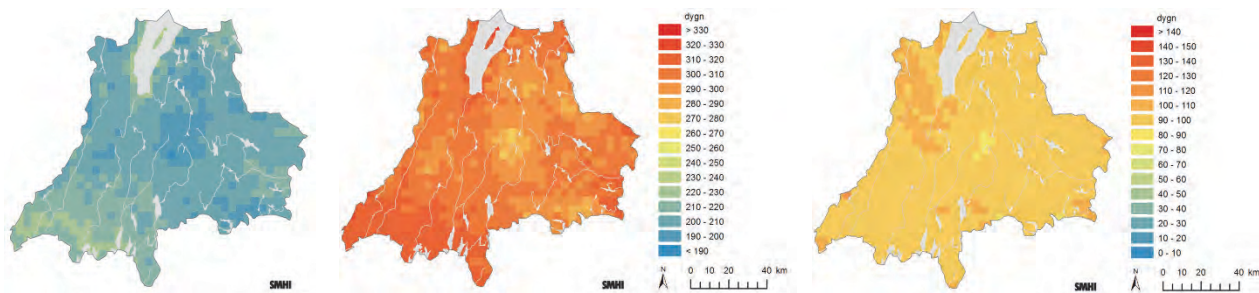 SMHI
dygn
> 330
320 - 330
310 - 320
300 - 310
290 - 300
280 - 290
270 - 280
260 - 270
250 - 260
240 - 250
230 - 240
220 - 230
210 - 220
200 - 210
190 - 200
< 190
N
0 10 20 40 km
SMHI
dygn
> 140
140 - 150
130 - 140
120 - 130
110 - 120
100 - 110
90 - 100
80 - 90
70 - 80
60 - 70
50 - 60
40 - 50
30 - 40
20 - 30
10 - 20
0 - 10
N
0 10 20 40 km
SMHI